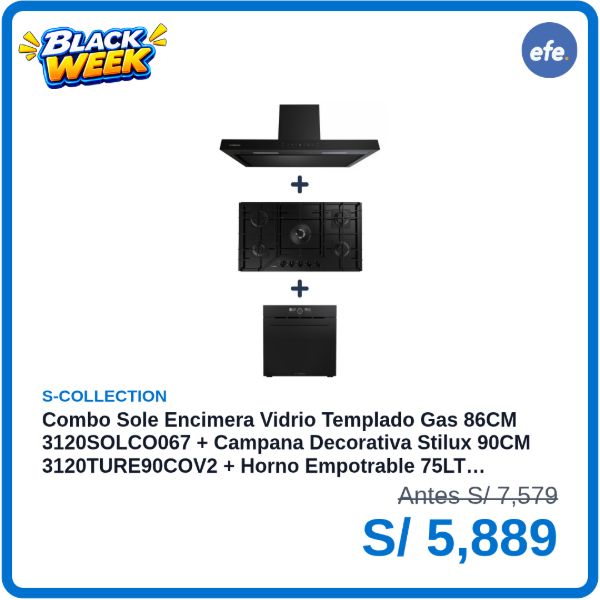 BLACK
WEEK
efe.
S-COLLECTION
Combo Sole Encimera Vidrio Templado Gas 86CM
3120SOLCO067 + Campana Decorativa Stilux 90CM
3120TURE90COV2 + Horno Empotrable 75LT...
Antes S/ 7,579
S/ 5,889